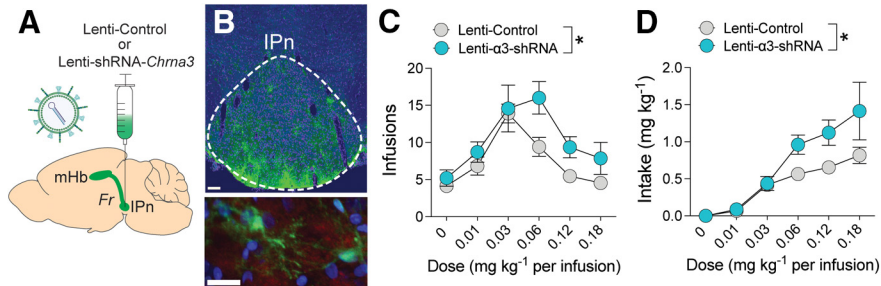 A
Lenti-Control
or
Lenti-shRNA-Chrna3
mHb
Fr
IPn
B
IPn
C
Lenti-Control
Lenti-α3-shRNA
*
Infusions
20
15
10
5
0
0
0.01
0.03
0.06
0.12
0.18
Dose (mg kg-1 per infusion)
D
Lenti-Control
Lenti-α3-shRNA
*
Intake (mg kg-1)
2.0
1.5
1.0
0.5
0.0
0
0.01
0.03
0.06
0.12
0.18
Dose (mg kg-1 per infusion)